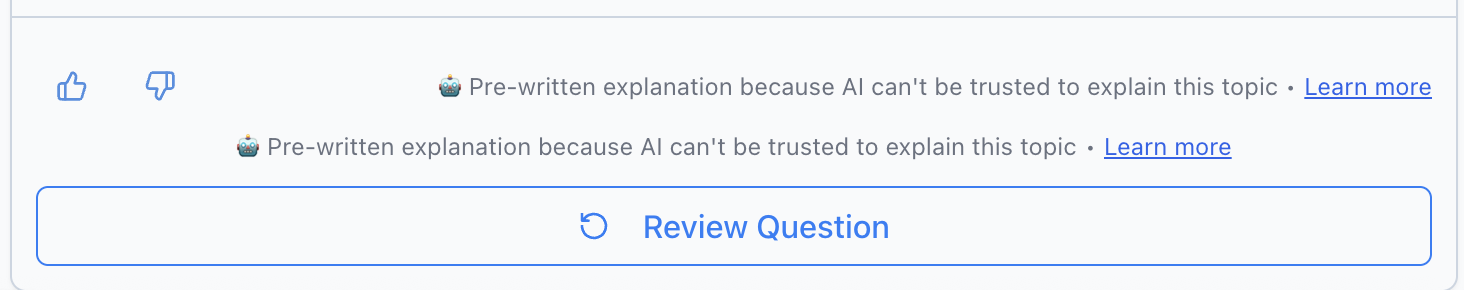 🤖 Pre-written explanation because AI can't be trusted to explain this topic • Learn more
🤖 Pre-written explanation because AI can't be trusted to explain this topic • Learn more
Review Question